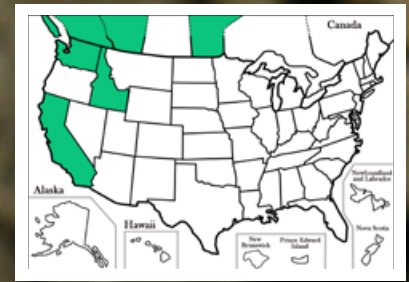 Canada
Newfoundland
and Labrador
Alaska
Hawaii
New
Brunswick
Prince Edward
Island
Nova Scotia